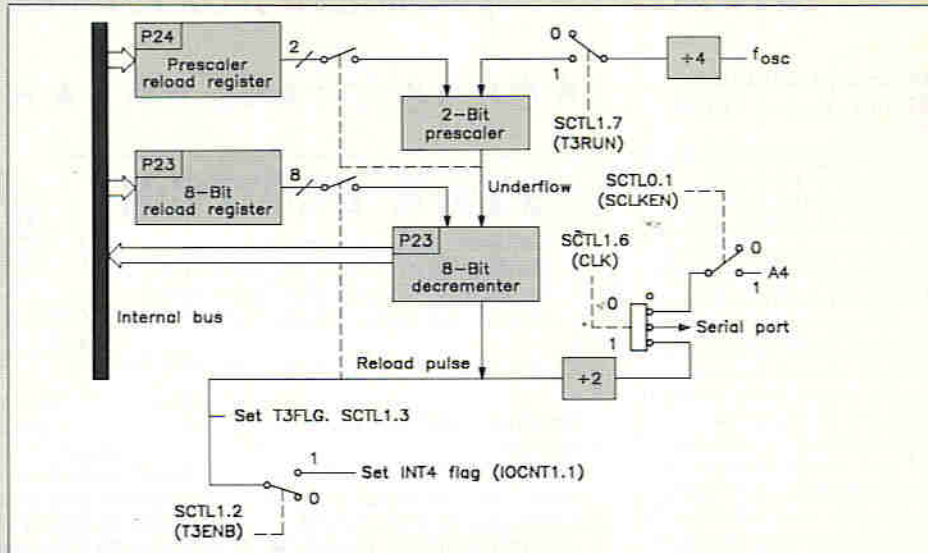 P24
Prescaler
reload register
2
0
1
÷4
fosc
2-Bit
prescaler
SCTL1.7
(T3RUN)
P23
8-Bit
reload register
8
Underflow
SCTL0.1
(SCLKEN)
P23
8-Bit
decrementer
SCTL1.6
(CLK)
0
A4
1
0
Serial port
1
Internal bus
Reload pulse
÷2
Set T3FLG. SCTL1.3
1
Set INT4 flag (IOCNT1.1)
0
SCTL1.2
(T3ENB)